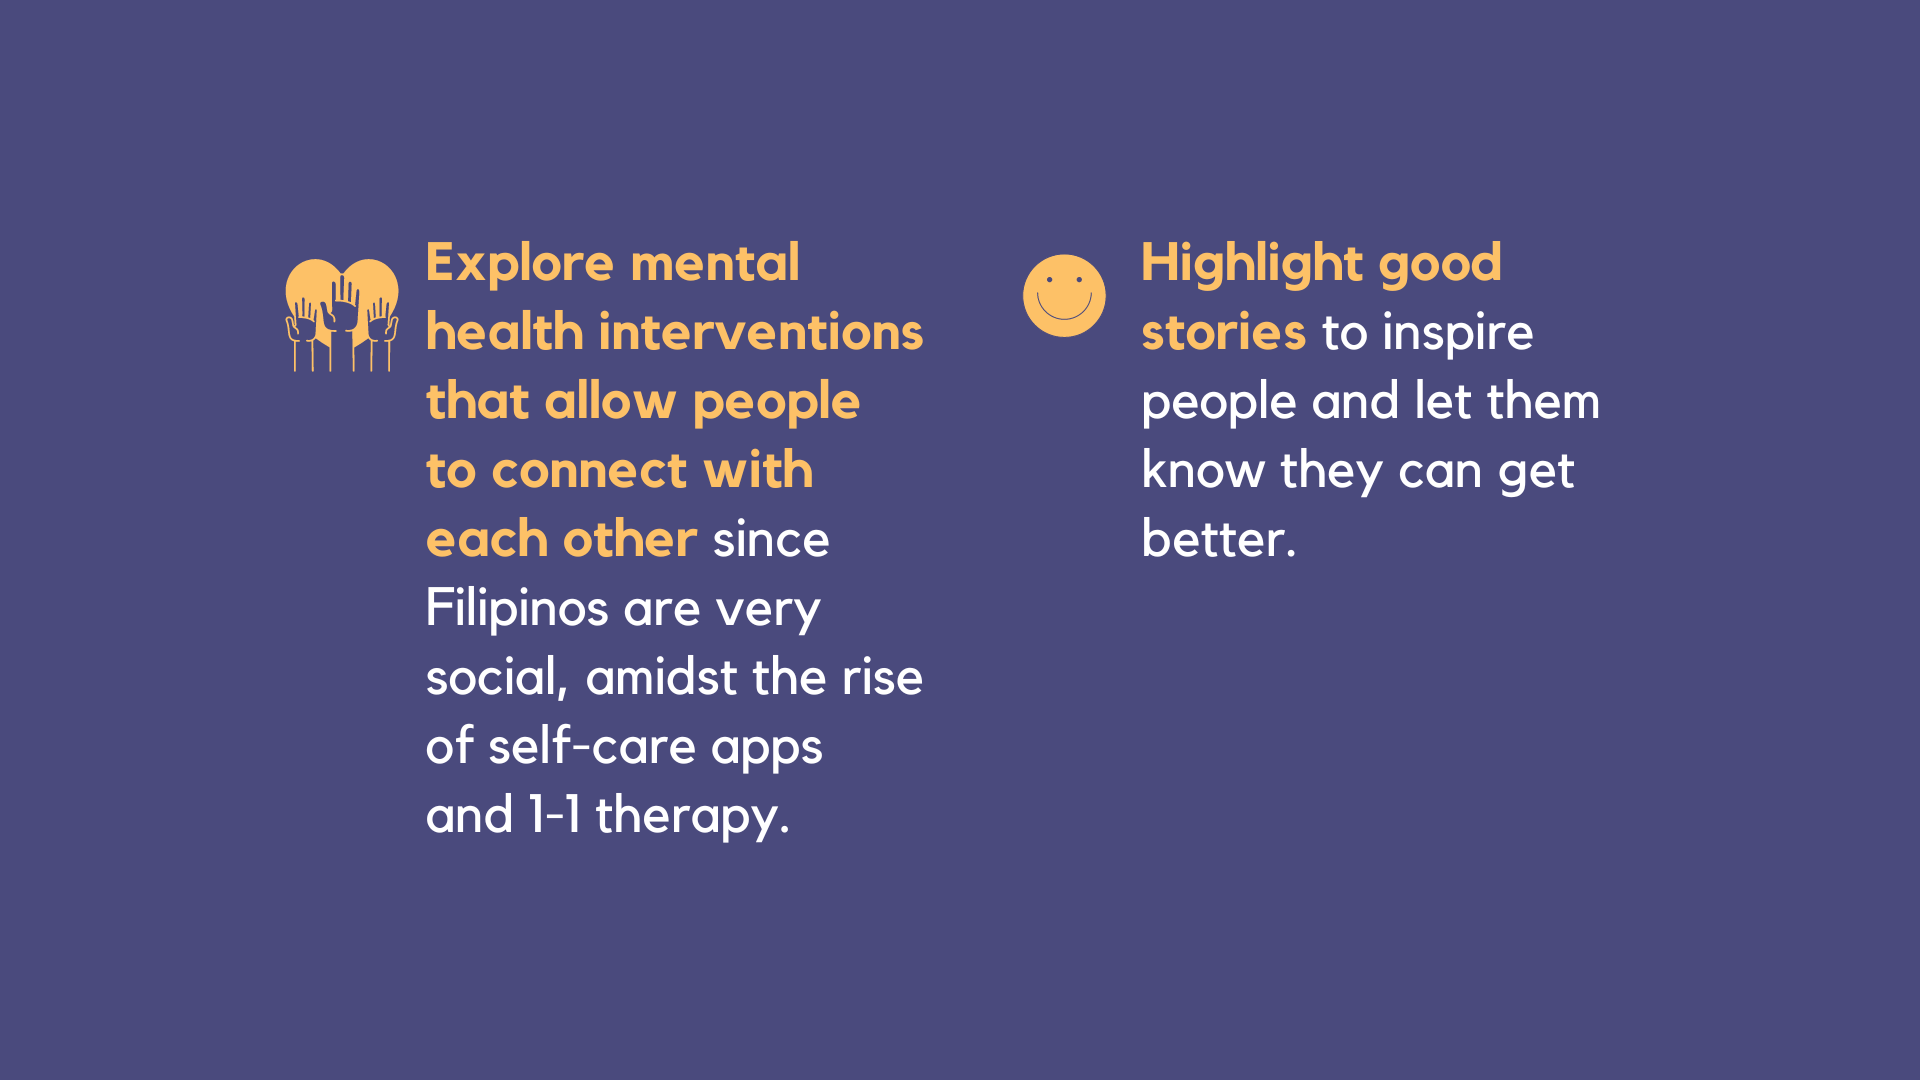 Explore mental
health interventions
that allow people
to connect with
each other since
Filipinos are very
social, amidst the rise
of self-care apps
and 1-1 therapy.
Highlight good
stories to inspire
people and let them
know they can get
better.